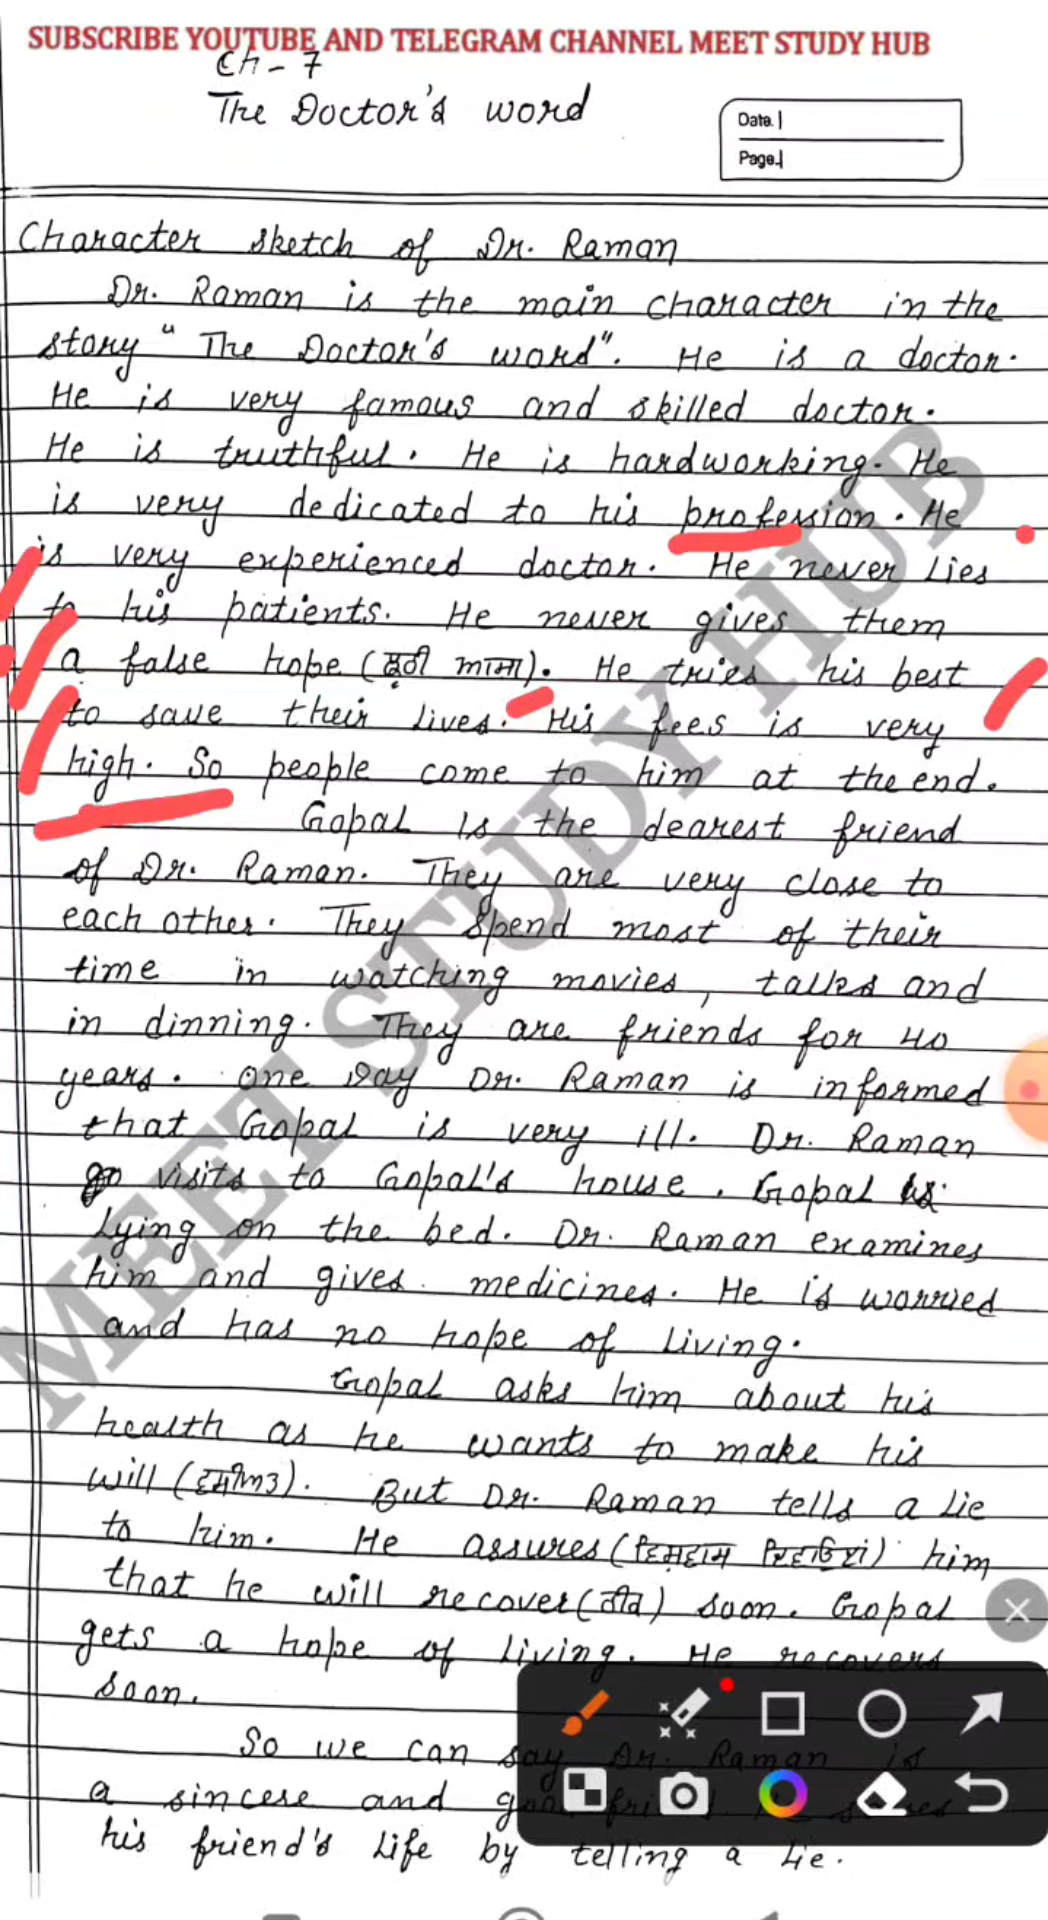 SUBSCRIBE YOUTUBE AND TELEGRAM CHANNEL MEET STUDY HUB
Ch - 7
The Doctor's word
Date.
Page.
Character sketch of Dr. Raman
Dr. Raman is the main character in the
story "The Doctor's word". He is a doctor.
He is very famous and skilled doctor.
He is truthful. He is hardworking. He
is very dedicated to his profession. He
is very experienced doctor. He never lies
to his patients. He never gives them
a false hope ( ). He tries his best
to save their lives. His fees is very
high. So people come to him at the end.
Gopal is the dearest friend
of Dr. Raman. They are very close to
each other. They spend most of their
time in watching movies, talks and
in dinning. They are friends for 40
years. One day Dr. Raman is informed
that Gopal is very ill. Dr. Raman
visits to Gopal's house. Gopal is
lying on the bed. Dr. Raman examines
him and gives medicines. He is worried
and has no hope of living.
Gopal asks him about his
health as he wants to make his
will ( ). But Dr. Raman tells a lie
to him. He assures ( ) him
that he will recover (ਠੀਕ) soon. Gopal
gets a hope of living. He recovers
soon.
So we can say Dr. Raman is
a sincere and good friend. He saves
his friend's life by telling a lie.
MEET STUDY HUB